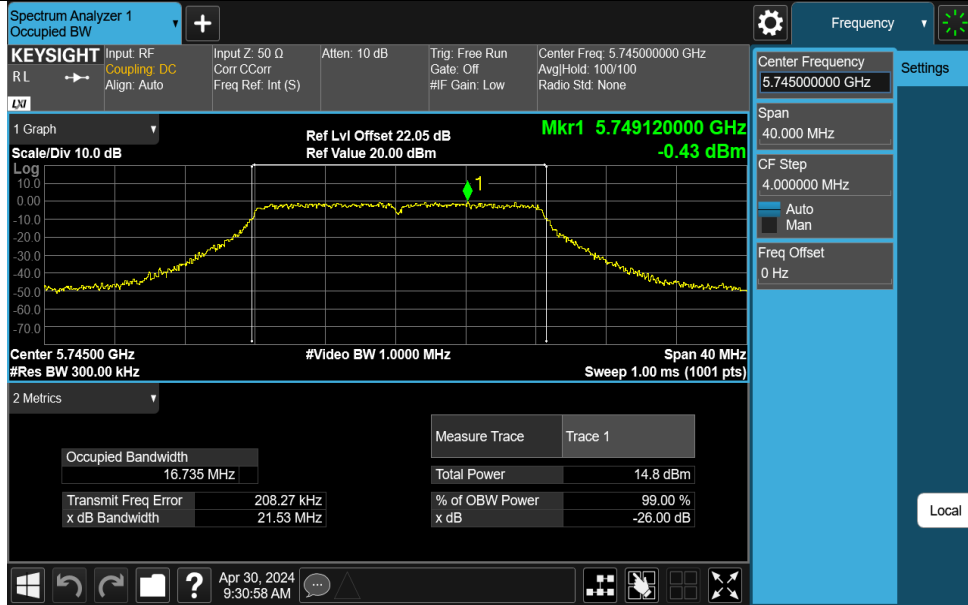 Spectrum Analyzer 1
Occupied BW
+
Frequency
KEYSIGHT
R L
LXI
Input: RF
Coupling: DC
Align: Auto
Input Z: 50 Ω
Corr CCorr
Freq Ref: Int (S)
Atten: 10 dB
Trig: Free Run
Gate: Off
#IF Gain: Low
Center Freq: 5.745000000 GHz
Avg|Hold: 100/100
Radio Std: None
Center Frequency
5.745000000 GHz
Settings
Span
40.000 MHz
CF Step
4.000000 MHz
Auto
Man
Freq Offset
0 Hz
Local
1 Graph
Scale/Div 10.0 dB
Ref Lvl Offset 22.05 dB
Ref Value 20.00 dBm
Mkr1 5.749120000 GHz
-0.43 dBm
Log
10.0
0.00
-10.0
-20.0
-30.0
-40.0
-50.0
-60.0
-70.0
1
Center 5.74500 GHz
#Video BW 1.0000 MHz
Span 40 MHz
#Res BW 300.00 kHz
Sweep 1.00 ms (1001 pts)
2 Metrics
Measure Trace
Trace 1
Occupied Bandwidth
16.735 MHz
Total Power
14.8 dBm
Transmit Freq Error
208.27 kHz
% of OBW Power
99.00 %
x dB Bandwidth
21.53 MHz
x dB
-26.00 dB
?
Apr 30, 2024
9:30:58 AM